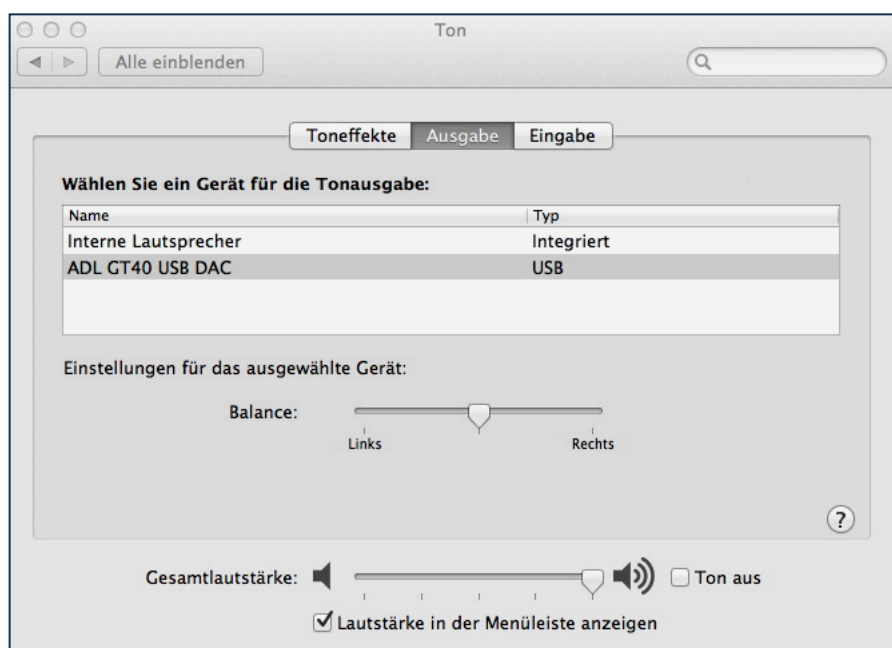 Ton
Alle einblenden
Toneffekte Ausgabe Eingabe
Wählen Sie ein Gerät für die Tonausgabe:
Name Typ
Interne Lautsprecher Integriert
ADL GT40 USB DAC USB
Einstellungen für das ausgewählte Gerät:
Balance:
Links Rechts
?
Gesamtlautstärke: Ton aus
Lautstärke in der Menüleiste anzeigen